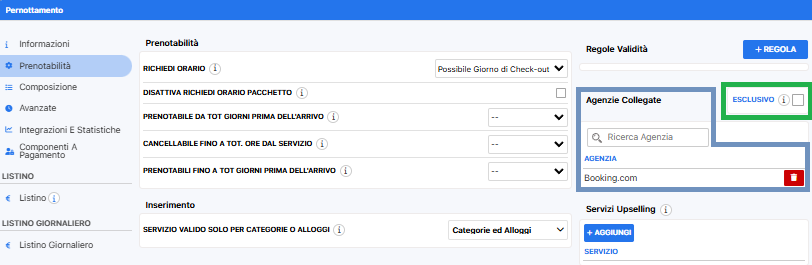 Pernottamento
Informazioni
Prenotabilità
Composizione
Avanzate
Integrazioni E Statistiche
Componenti A
Pagamento
LISTINO
Listino
LISTINO GIORNALIERO
Listino Giornaliero
Prenotabilità
RICHIEDI ORARIO
Possibile Giorno di Check-out
DISATTIVA RICHIEDI ORARIO PACCHETTO
PRENOTABILE DA TOT GIORNI PRIMA DELL'ARRIVO
--
CANCELLABILE FINO A TOT. ORE DAL SERVIZIO
--
PRENOTABILI FINO A TOT GIORNI PRIMA DELL'ARRIVO
--
Inserimento
SERVIZIO VALIDO SOLO PER CATEGORIE O ALLOGGI
Categorie ed Alloggi
Regole Validità
+ REGOLA
Agenzie Collegate
ESCLUSIVO
Ricerca Agenzia
AGENZIA
Booking.com
Servizi Upselling
+ AGGIUNGI
SERVIZIO